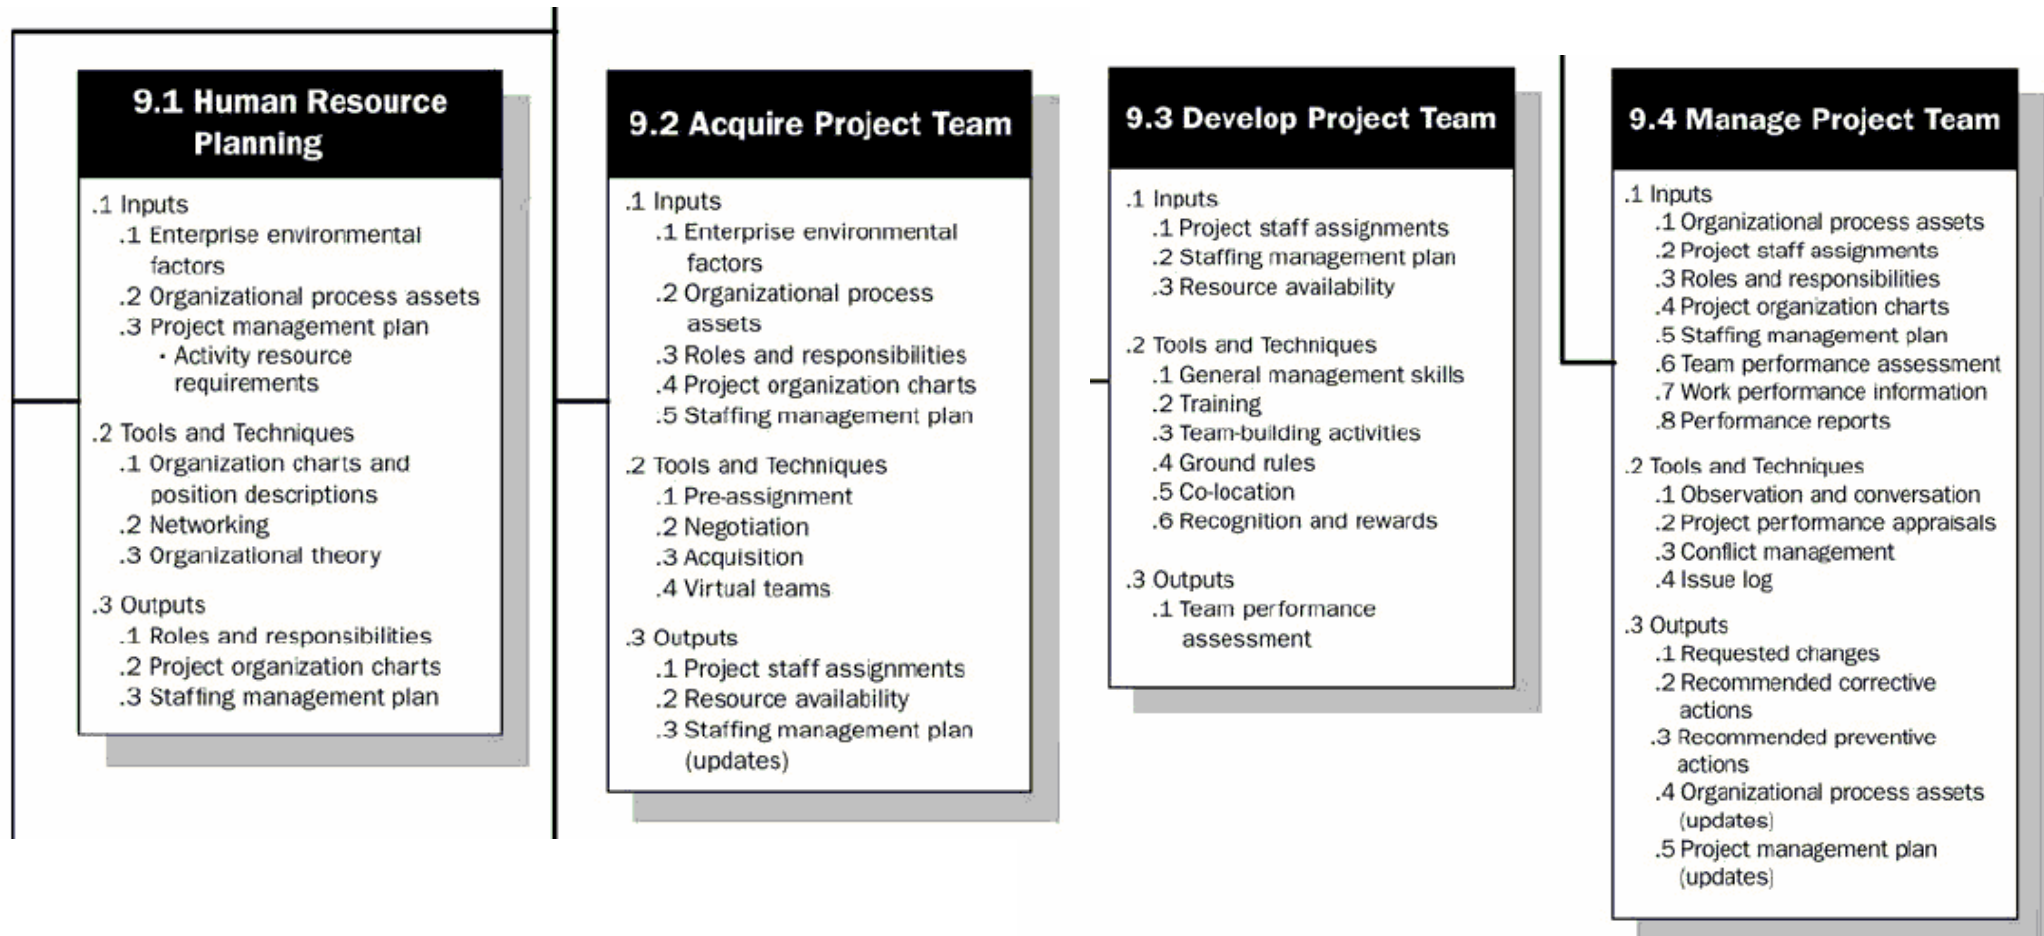 9.1 Human Resource
Planning
.1 Inputs
.1 Enterprise environmental
factors
.2 Organizational process assets
.3 Project management plan
· Activity resource
requirements
.2 Tools and Techniques
.1 Organization charts and
position descriptions
.2 Networking
.3 Organizational theory
.3 Outputs
.1 Roles and responsibilities
.2 Project organization charts
.3 Staffing management plan
9.2 Acquire Project Team
.1 Inputs
.1 Enterprise environmental
factors
.2 Organizational process
assets
.3 Roles and responsibilities
.4 Project organization charts
.5 Staffing management plan
.2 Tools and Techniques
.1 Pre-assignment
.2 Negotiation
.3 Acquisition
.4 Virtual teams
.3 Outputs
.1 Project staff assignments
.2 Resource availability
.3 Staffing management plan
(updates)
9.3 Develop Project Team
.1 Inputs
.1 Project staff assignments
.2 Staffing management plan
.3 Resource availability
.2 Tools and Techniques
.1 General management skills
.2 Training
.3 Team-building activities
.4 Ground rules
.5 Co-location
.6 Recognition and rewards
.3 Outputs
.1 Team performance
assessment
9.4 Manage Project Team
.1 Inputs
.1 Organizational process assets
.2 Project staff assignments
.3 Roles and responsibilities
.4 Project organization charts
.5 Staffing management plan
.6 Team performance assessment
.7 Work performance information
.8 Performance reports
.2 Tools and Techniques
.1 Observation and conversation
.2 Project performance appraisals
.3 Conflict management
.4 Issue log
.3 Outputs
.1 Requested changes
.2 Recommended corrective
actions
.3 Recommended preventive
actions
.4 Organizational process assets
(updates)
.5 Project management plan
(updates)